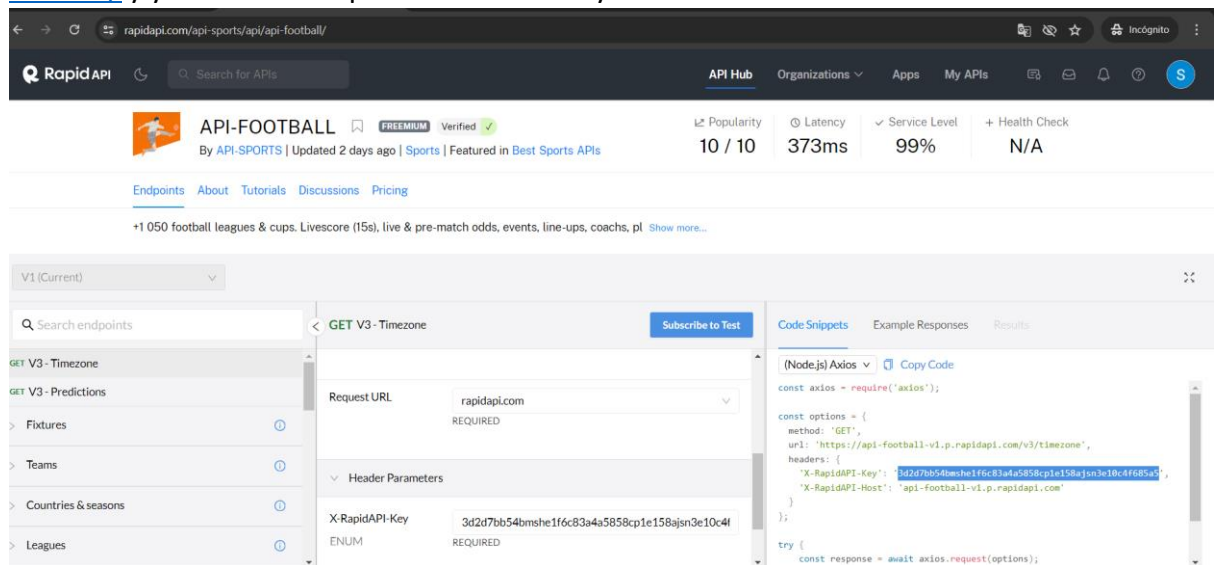 rapidapi.com/api-sports/api/api-football/
Incógnito
Rapid API
Search for APIs
API Hub
Organizations
Apps
My APIs
S
API-FOOTBALL
FREEMIUM
Verified ✓
By API-SPORTS | Updated 2 days ago | Sports | Featured in Best Sports APIs
Popularity
10 / 10
Latency
373ms
Service Level
99%
Health Check
N/A
Endpoints About Tutorials Discussions Pricing
+1 050 football leagues & cups. Livescore (15s), live & pre-match odds, events, line-ups, coachs, pl Show more...
V1 (Current)
Search endpoints
GET V3 - Timezone
GET V3 - Predictions
Fixtures
Teams
Countries & seasons
Leagues
GET V3 - Timezone
Subscribe to Test
Request URL
rapidapi.com
REQUIRED
Header Parameters
X-RapidAPI-Key
ENUM
3d2d7bb54bmshe1f6c83a4a5858cp1e158ajsn3e10c4f
REQUIRED
Code Snippets Example Responses Results
(Node.js) Axios Copy Code
const axios = require('axios');
const options = {
method: 'GET',
url: 'https://api-football-v1.p.rapidapi.com/v3/timezone',
headers: {
'X-RapidAPI-Key': '3d2d7bb54bmshe1f6c83a4a5858cp1e158ajsn3e10c4f685a5',
'X-RapidAPI-Host': 'api-football-v1.p.rapidapi.com'
}
};
try {
const response = await axios.request(options);